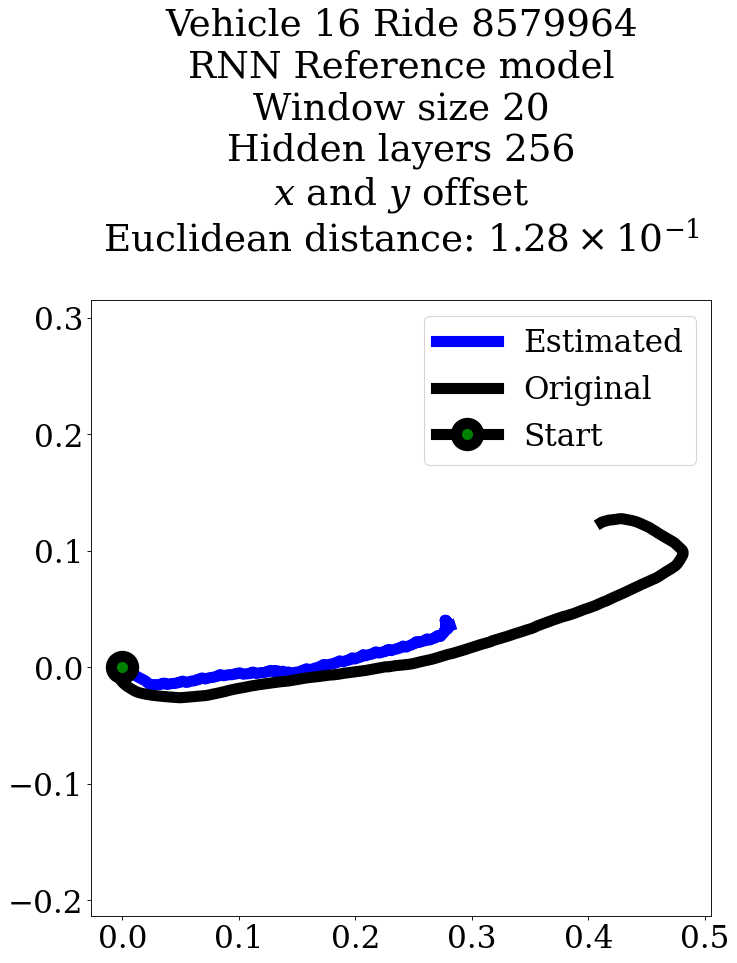 Vehicle 16 Ride 8579964
RNN Reference model
Window size 20
Hidden layers 256
x and y offset
Euclidean distance: 1.28 × 10⁻¹
Estimated
Original
Start
0.3
0.2
0.1
0.0
−0.1
−0.2
0.0 0.1 0.2 0.3 0.4 0.5